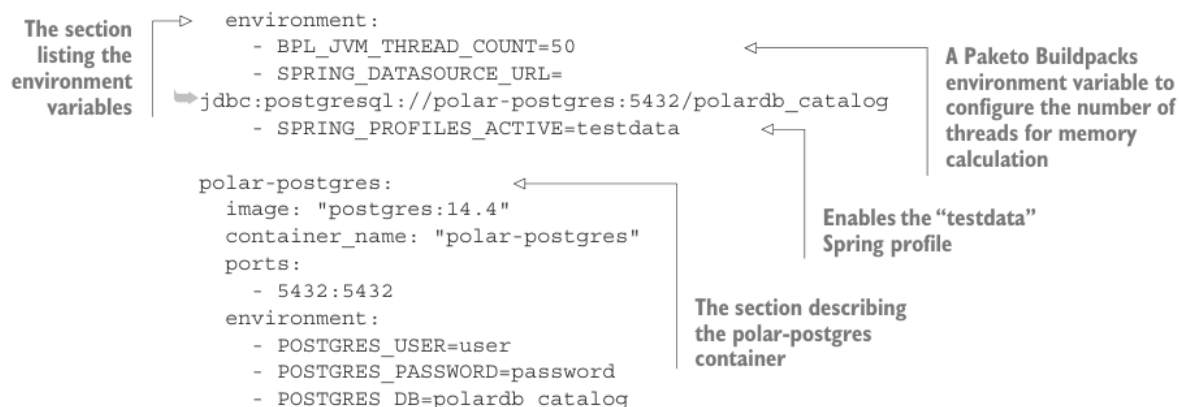 The section
listing the
environment
variables
environment:
- BPL_JVM_THREAD_COUNT=50
- SPRING_DATASOURCE_URL=
jdbc:postgresql://polar-postgres:5432/polardb_catalog
- SPRING_PROFILES_ACTIVE=testdata
A Paketo Buildpacks
environment variable to
configure the number of
threads for memory
calculation
Enables the “testdata”
Spring profile
polar-postgres:
image: "postgres:14.4"
container_name: "polar-postgres"
ports:
- 5432:5432
environment:
- POSTGRES_USER=user
- POSTGRES_PASSWORD=password
- POSTGRES_DB=polardb_catalog
The section describing
the polar-postgres
container